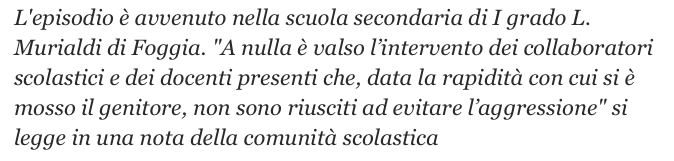 L'episodio è avvenuto nella scuola secondaria di I grado L.
Murialdi di Foggia. "A nulla è valso l’intervento dei collaboratori
scolastici e dei docenti presenti che, data la rapidità con cui si è
mosso il genitore, non sono riusciti ad evitare l’aggressione" si
legge in una nota della comunità scolastica